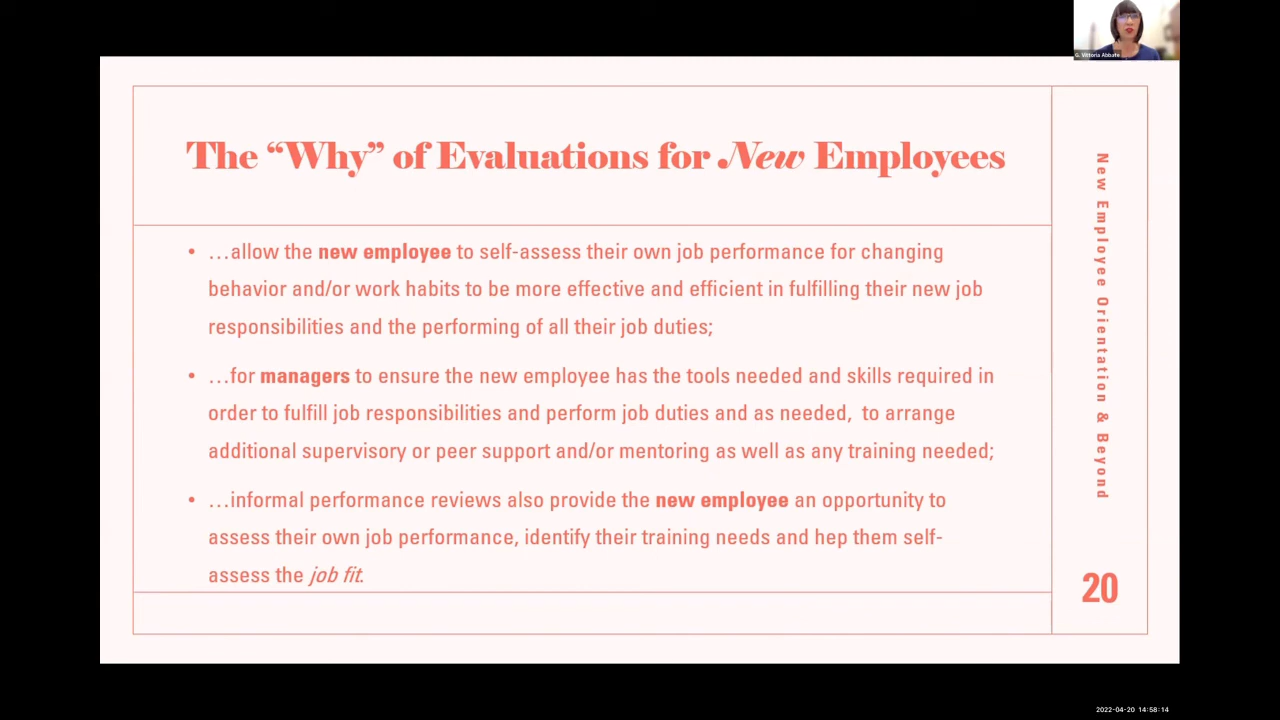 G. Vittoria Abbate
The “Why” of Evaluations for New Employees
• …allow the new employee to self-assess their own job performance for changing
behavior and/or work habits to be more effective and efficient in fulfilling their new job
responsibilities and the performing of all their job duties;
• …for managers to ensure the new employee has the tools needed and skills required in
order to fulfill job responsibilities and perform job duties and as needed, to arrange
additional supervisory or peer support and/or mentoring as well as any training needed;
• …informal performance reviews also provide the new employee an opportunity to
assess their own job performance, identify their training needs and hep them self-
assess the job fit.
New Employee Orientation & Beyond
20
2022-04-20 14:58:14